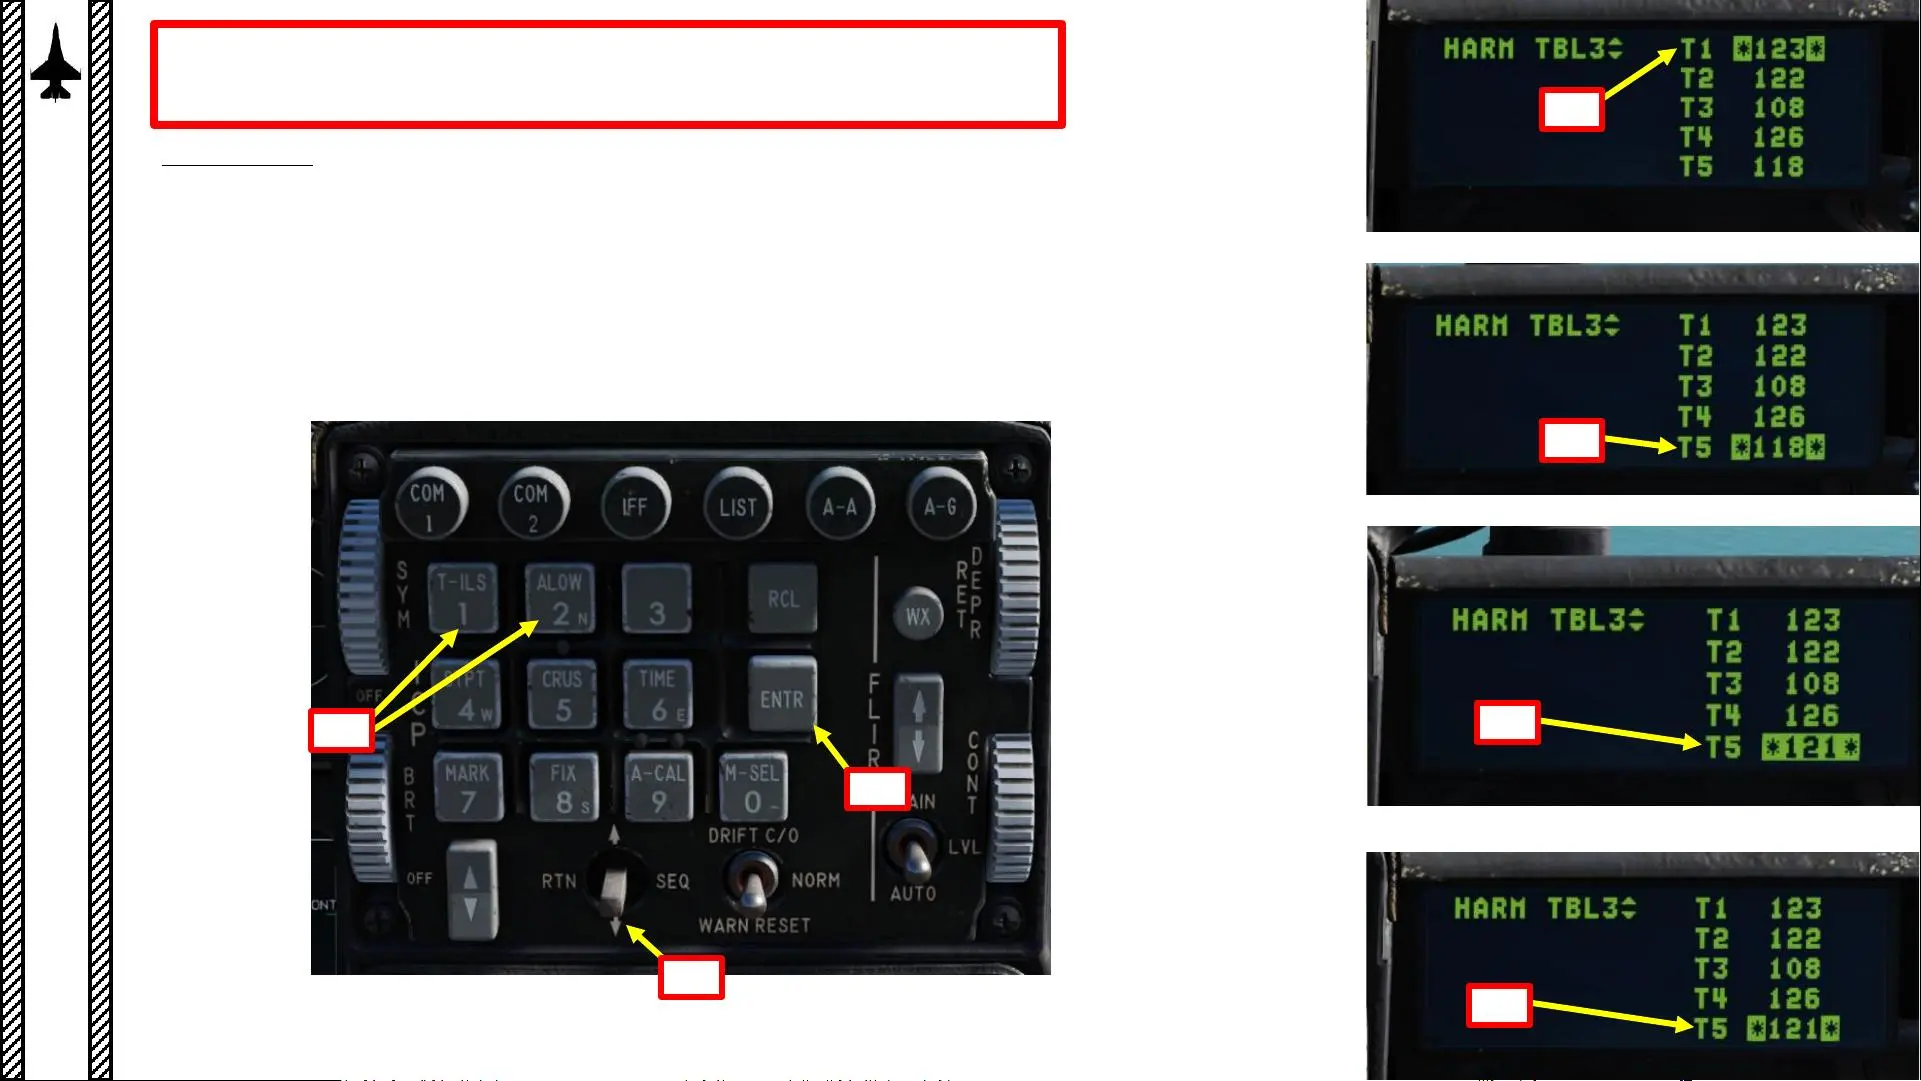 HARM TBL3 T1 *123*
T2 122
T3 108
T4 126
T5 118
HARM TBL3 T1 123
T2 122
T3 108
T4 126
T5 *118*
HARM TBL3 T1 123
T2 122
T3 108
T4 126
T5 *121*
HARM TBL3 T1 123
T2 122
T3 108
T4 126
T5 *121*
COM 1
COM 2
IFF
LIST
A-A
A-G
SYM
T-ILS 1
ALOW 2 N
3
RCL
WX
RET
DEPR
OFF
ICP
4 W
CRUS 5
TIME 6 E
ENTR
FLIR
CONT
BRT
MARK 7
FIX 8 S
A-CAL 9
M-SEL 0 -
DRIFT C/O
LVL
OFF
RTN
SEQ
NORM
AUTO
WARN RESET